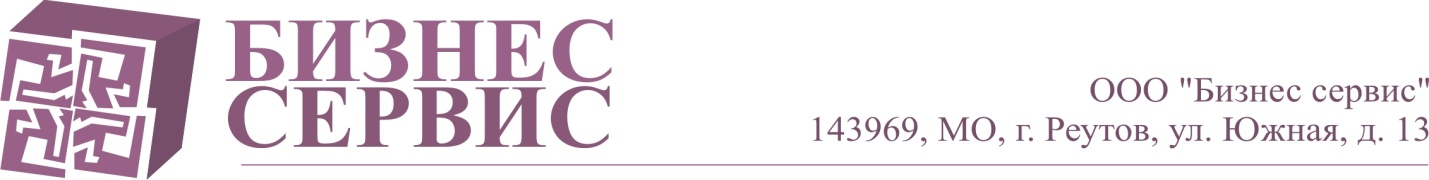 БИЗНЕС
СЕРВИС
ООО "Бизнес сервис"
143969, МО, г. Реутов, ул. Южная, д. 13